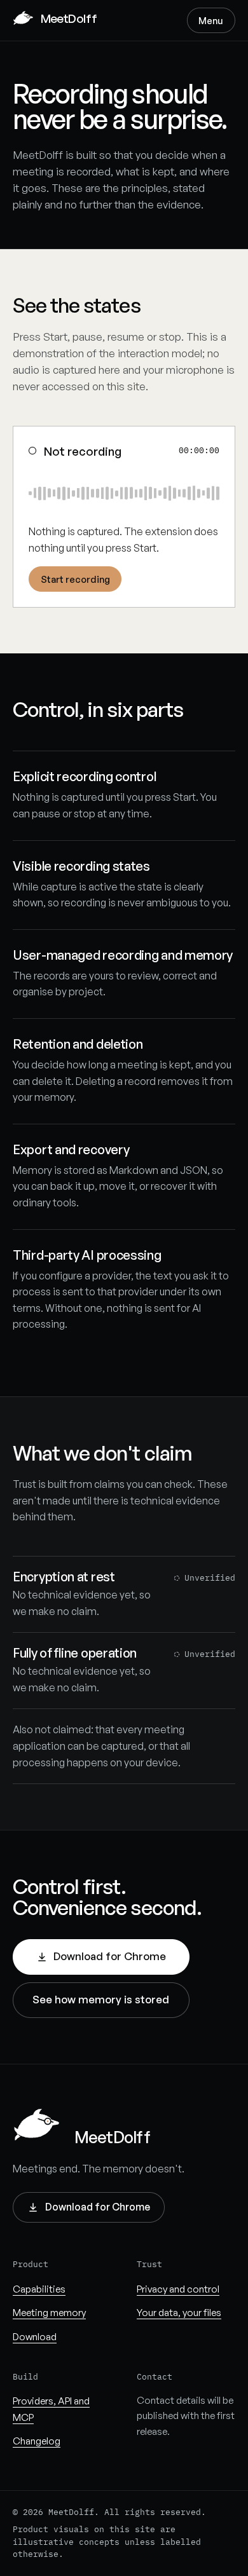 MeetDolff
Menu
Recording should
never be a surprise.
MeetDolff is built so that you decide when a
meeting is recorded, what is kept, and where
it goes. These are the principles, stated
plainly and no further than the evidence.
See the states
Press Start, pause, resume or stop. This is a
demonstration of the interaction model; no
audio is captured here and your microphone is
never accessed on this site.
Not recording
00:00:00
Nothing is captured. The extension does
nothing until you press Start.
Start recording
Control, in six parts
Explicit recording control
Nothing is captured until you press Start. You
can pause or stop at any time.
Visible recording states
While capture is active the state is clearly
shown, so recording is never ambiguous to you.
User-managed recording and memory
The records are yours to review, correct and
organise by project.
Retention and deletion
You decide how long a meeting is kept, and you
can delete it. Deleting a record removes it from
your memory.
Export and recovery
Memory is stored as Markdown and JSON, so
you can back it up, move it, or recover it with
ordinary tools.
Third-party AI processing
If you configure a provider, the text you ask it to
process is sent to that provider under its own
terms. Without one, nothing is sent for AI
processing.
What we don't claim
Trust is built from claims you can check. These
aren't made until there is technical evidence
behind them.
Encryption at rest
Unverified
No technical evidence yet, so
we make no claim.
Fully offline operation
Unverified
No technical evidence yet, so
we make no claim.
Also not claimed: that every meeting
application can be captured, or that all
processing happens on your device.
Control first.
Convenience second.
Download for Chrome
See how memory is stored
MeetDolff
Meetings end. The memory doesn't.
Download for Chrome
Product
Capabilities
Meeting memory
Download
Trust
Privacy and control
Your data, your files
Build
Providers, API and
MCP
Changelog
Contact
Contact details will be
published with the first
release.
© 2026 MeetDolff. All rights reserved.
Product visuals on this site are
illustrative concepts unless labelled
otherwise.